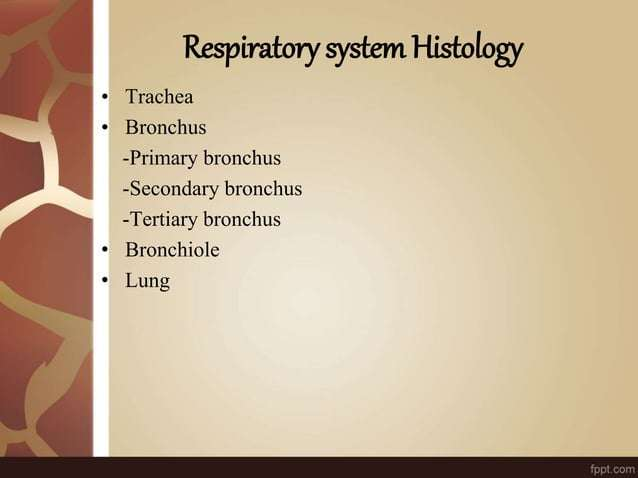 Respiratory system Histology
• Trachea
• Bronchus
-Primary bronchus
-Secondary bronchus
-Tertiary bronchus
• Bronchiole
• Lung
fppt.com